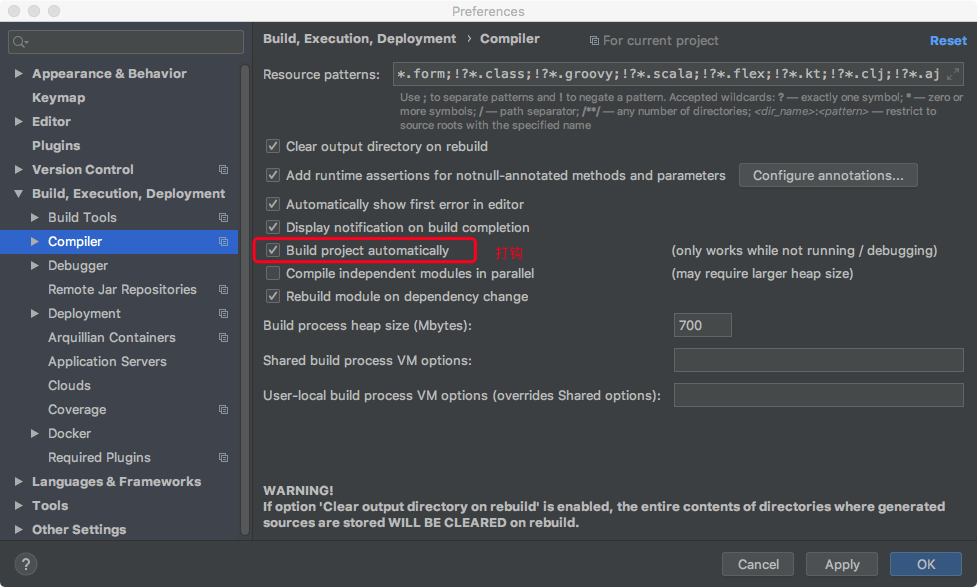 Preferences
Build, Execution, Deployment › Compiler
For current project
Reset
Appearance & Behavior
Keymap
Editor
Plugins
Version Control
Build, Execution, Deployment
Build Tools
Compiler
Debugger
Remote Jar Repositories
Deployment
Arquillian Containers
Application Servers
Clouds
Coverage
Docker
Required Plugins
Languages & Frameworks
Tools
Other Settings
Resource patterns: *.form;!?*.class;!?*.groovy;!?*.scala;!?*.flex;!?*.kt;!?*.clj;!?*.aj
Use ; to separate patterns and ! to negate a pattern. Accepted wildcards: ? — exactly one symbol; * — zero or
more symbols; / — path separator; /**/ — any number of directories; <dir_name>:<pattern> — restrict to
source roots with the specified name
Clear output directory on rebuild
Add runtime assertions for notnull-annotated methods and parameters Configure annotations...
Automatically show first error in editor
Display notification on build completion
Build project automatically 打钩 (only works while not running / debugging)
Compile independent modules in parallel (may require larger heap size)
Rebuild module on dependency change
Build process heap size (Mbytes): 700
Shared build process VM options:
User-local build process VM options (overrides Shared options):
WARNING!
If option 'Clear output directory on rebuild' is enabled, the entire contents of directories where generated
sources are stored WILL BE CLEARED on rebuild.
? Cancel Apply OK